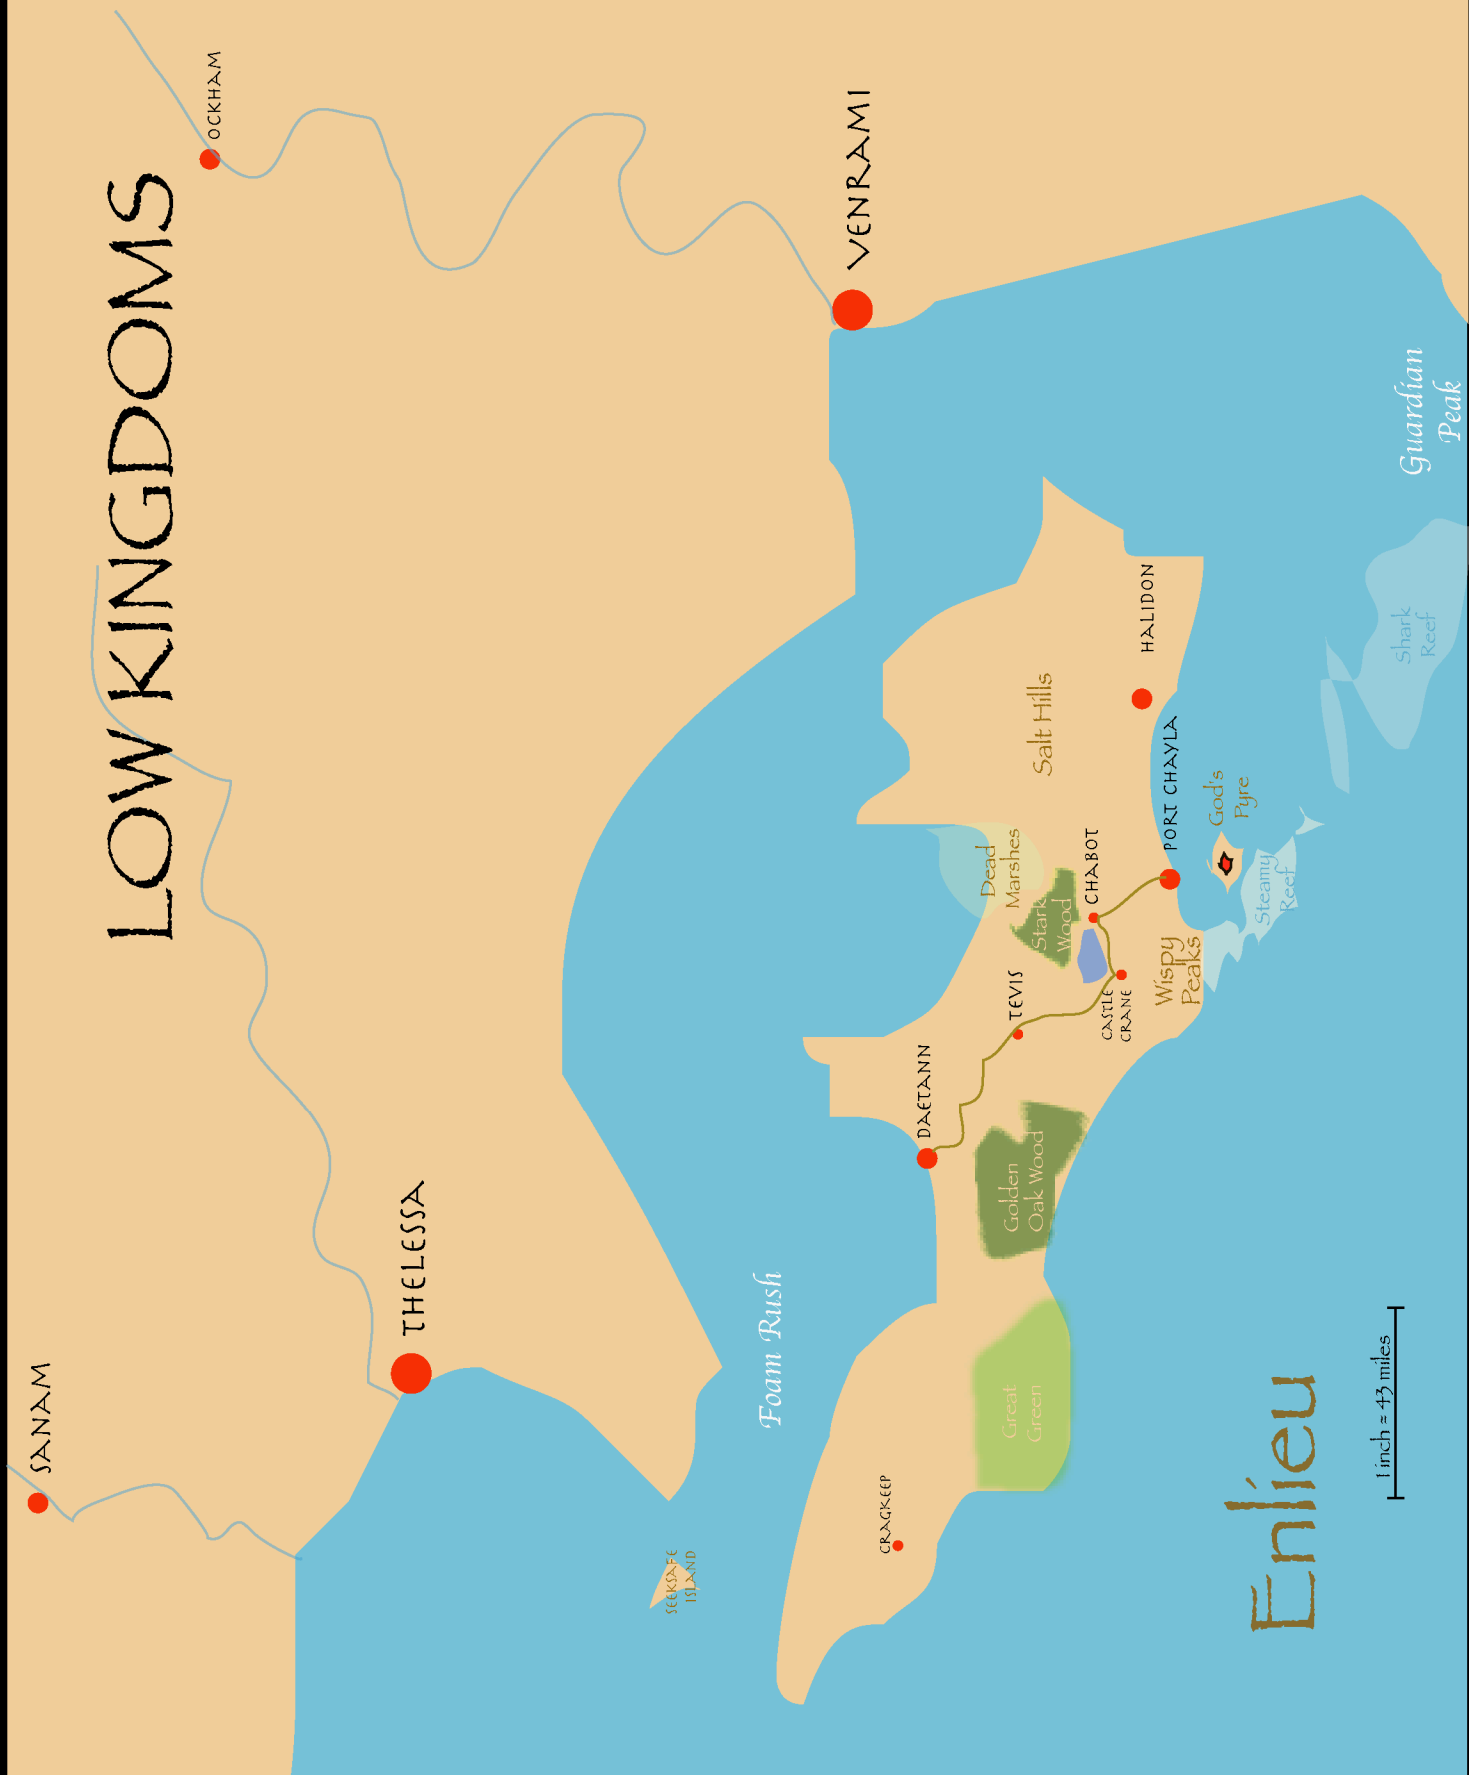 LOW KINGDOMS
SANAM
OCKHAM
THELESSA
VENRAMI
SEEKSAFE
ISLAND
Foam Rush
CRAGKEEP
DAETANN
Great
Green
Golden
Oak Wood
TEVIS
Dead
Marshes
Stark
Wood
Salt Hills
CHABOT
CASTLE
CRANE
HALIDON
Wispy
Peaks
PORT CHAYLA
God's
Pyre
Steamy
Reef
Shark
Reef
Guardian
Peak
Enlieu
1 inch = 43 miles